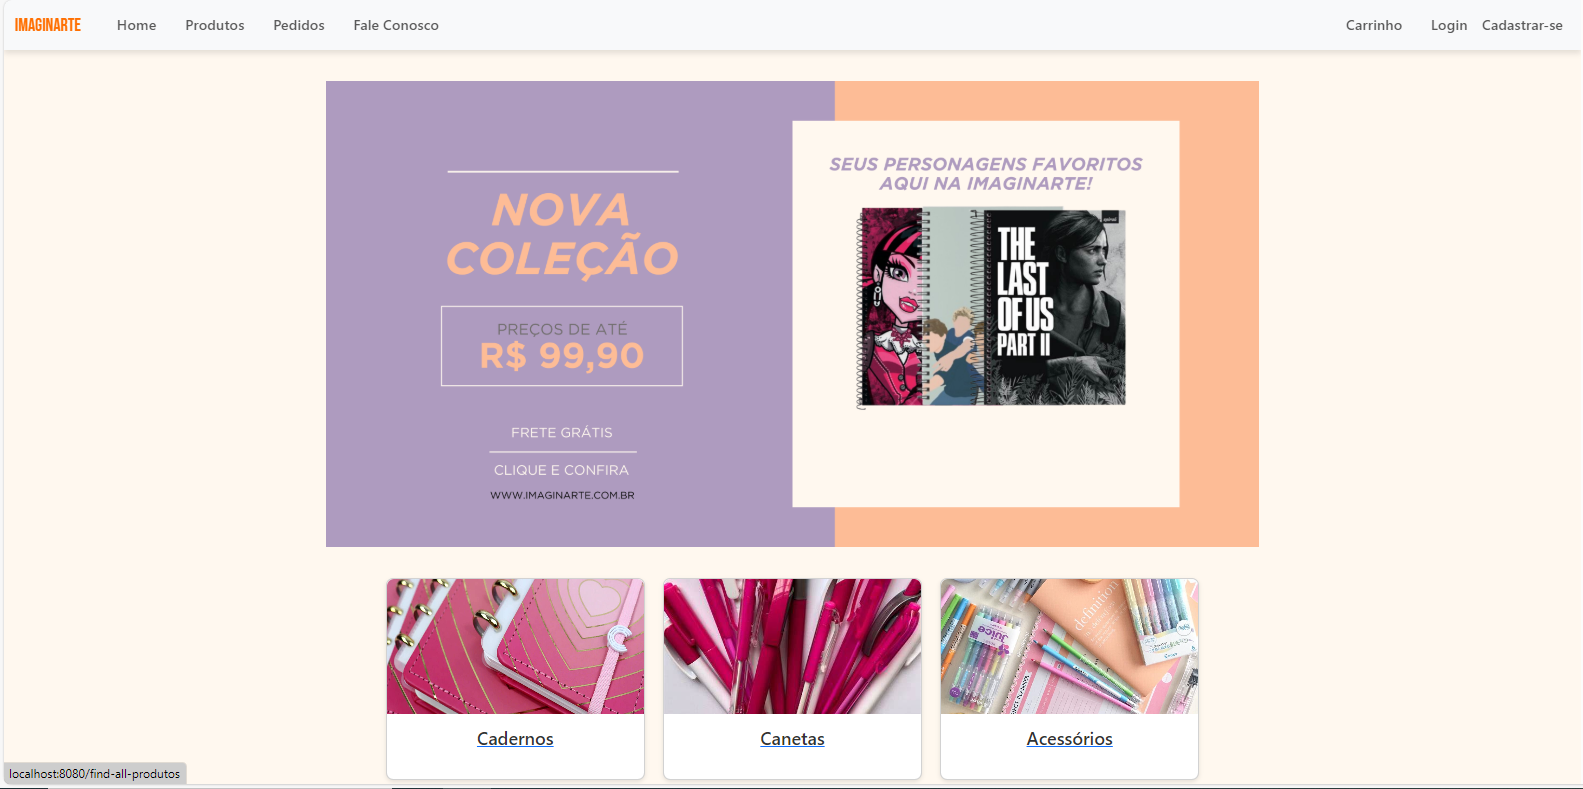 IMAGINARTE Home Produtos Pedidos Fale Conosco Carrinho Login Cadastrar-se
NOVA
COLEÇÃO
PREÇOS DE ATÉ
R$ 99,90
FRETE GRÁTIS
CLIQUE E CONFIRA
WWW.IMAGINARTE.COM.BR
SEUS PERSONAGENS FAVORITOS
AQUI NA IMAGINARTE!
THE
LAST
OF US
PART II
definition
Juice
Cadernos
Canetas
Acessórios
localhost:8080/find-all-produtos